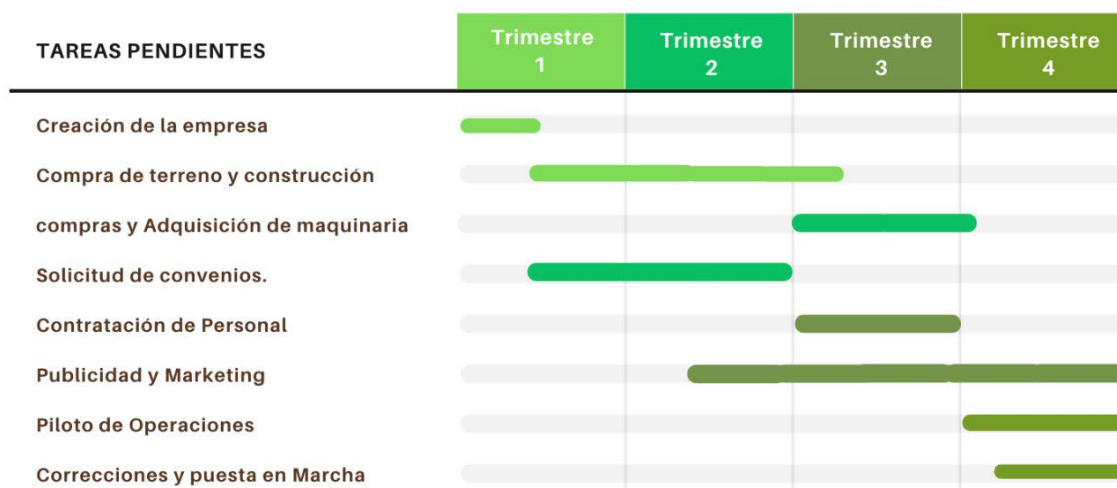 TAREAS PENDIENTES
Trimestre
1
Trimestre
2
Trimestre
3
Trimestre
4
Creación de la empresa
Compra de terreno y construcción
compras y Adquisición de maquinaria
Solicitud de convenios.
Contratación de Personal
Publicidad y Marketing
Piloto de Operaciones
Correcciones y puesta en Marcha